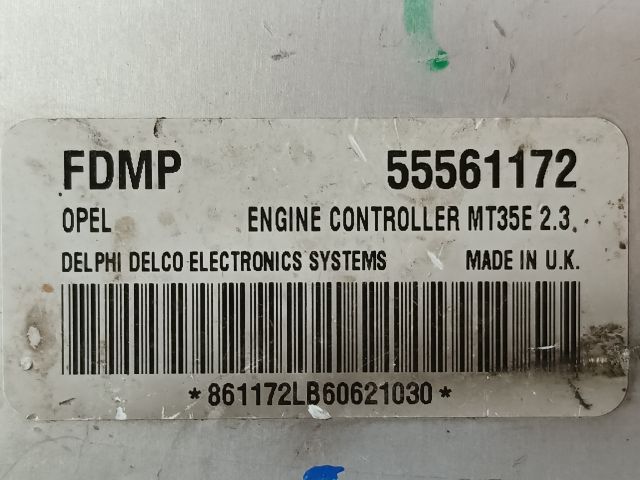 FDMP 55561172
OPEL ENGINE CONTROLLER MT35E 2.3.
DELPHI DELCO ELECTRONICS SYSTEMS MADE IN U.K.
*861172LB60621030*